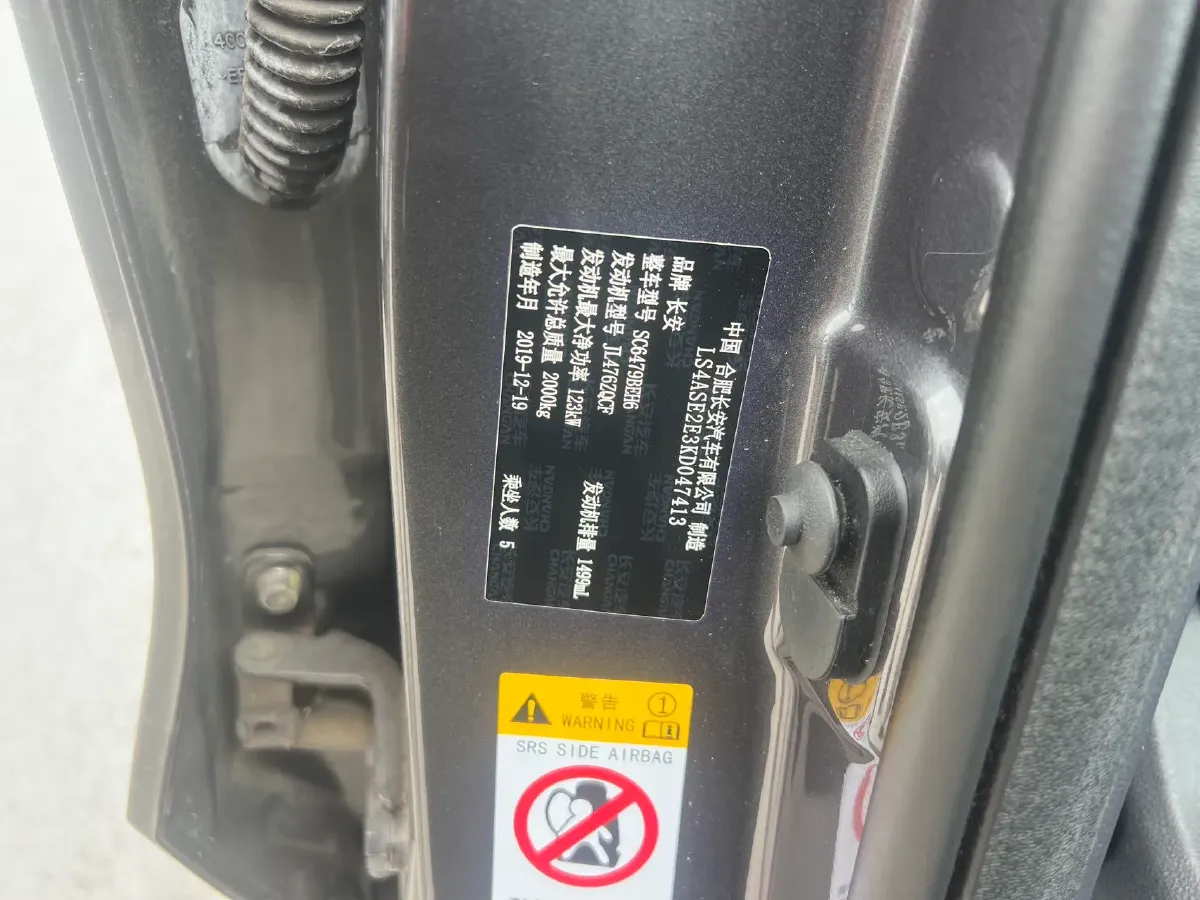 4CC
中国 合肥长安汽车有限公司 制造
LS4ASE2E3KD047413
品牌 长安
整车型号 SC6479BEH6
发动机型号 JL476ZQCF 发动机排量 1499mL
发动机最大净功率 123kW
最大允许总质量 2000kg
制造年月 2019-12-19 乘坐人数 5
警告 1
WARNING
SRS SIDE AIRBAG